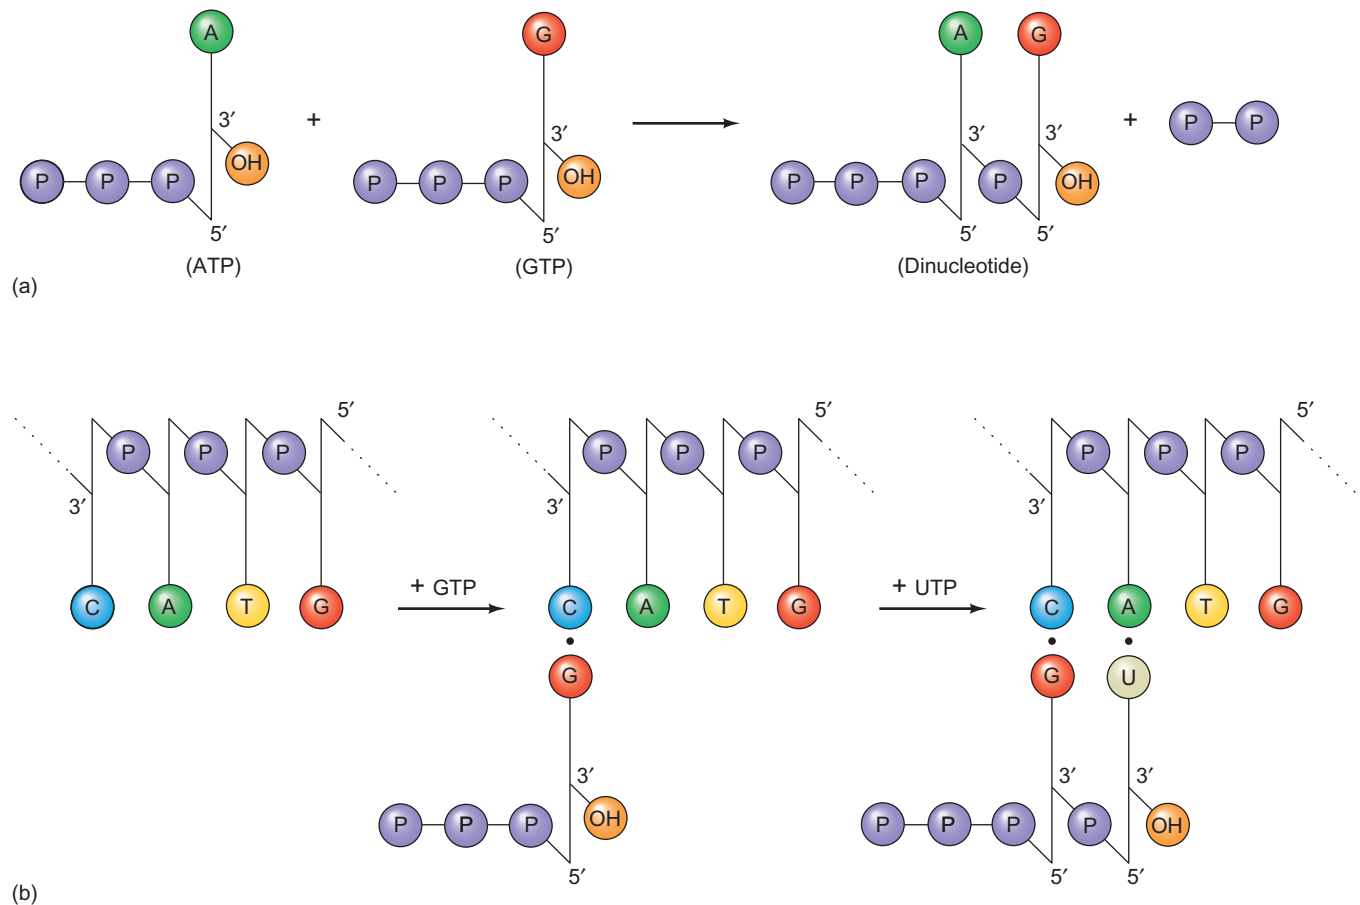 A G A G
3′ + 3′ 3′ 3′ + P P
P P P OH P P P OH P P P P OH
5′ 5′ 5′ 5′
(ATP) (GTP) (Dinucleotide)
(a)
5′ 5′ 5′
P P P P P P P P P
3′ 3′ 3′
+ GTP + UTP
C A T G C A T G C A T G
G G U
3′ 3′ 3′
P P P OH P P P P OH
5′ 5′ 5′
(b)